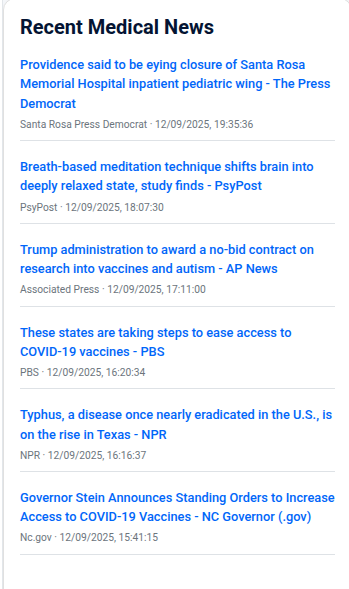 Recent Medical News
Providence said to be eying closure of Santa Rosa
Memorial Hospital inpatient pediatric wing - The Press
Democrat
Santa Rosa Press Democrat · 12/09/2025, 19:35:36
Breath-based meditation technique shifts brain into
deeply relaxed state, study finds - PsyPost
PsyPost · 12/09/2025, 18:07:30
Trump administration to award a no-bid contract on
research into vaccines and autism - AP News
Associated Press · 12/09/2025, 17:11:00
These states are taking steps to ease access to
COVID-19 vaccines - PBS
PBS · 12/09/2025, 16:20:34
Typhus, a disease once nearly eradicated in the U.S., is
on the rise in Texas - NPR
NPR · 12/09/2025, 16:16:37
Governor Stein Announces Standing Orders to Increase
Access to COVID-19 Vaccines - NC Governor (.gov)
Nc.gov · 12/09/2025, 15:41:15